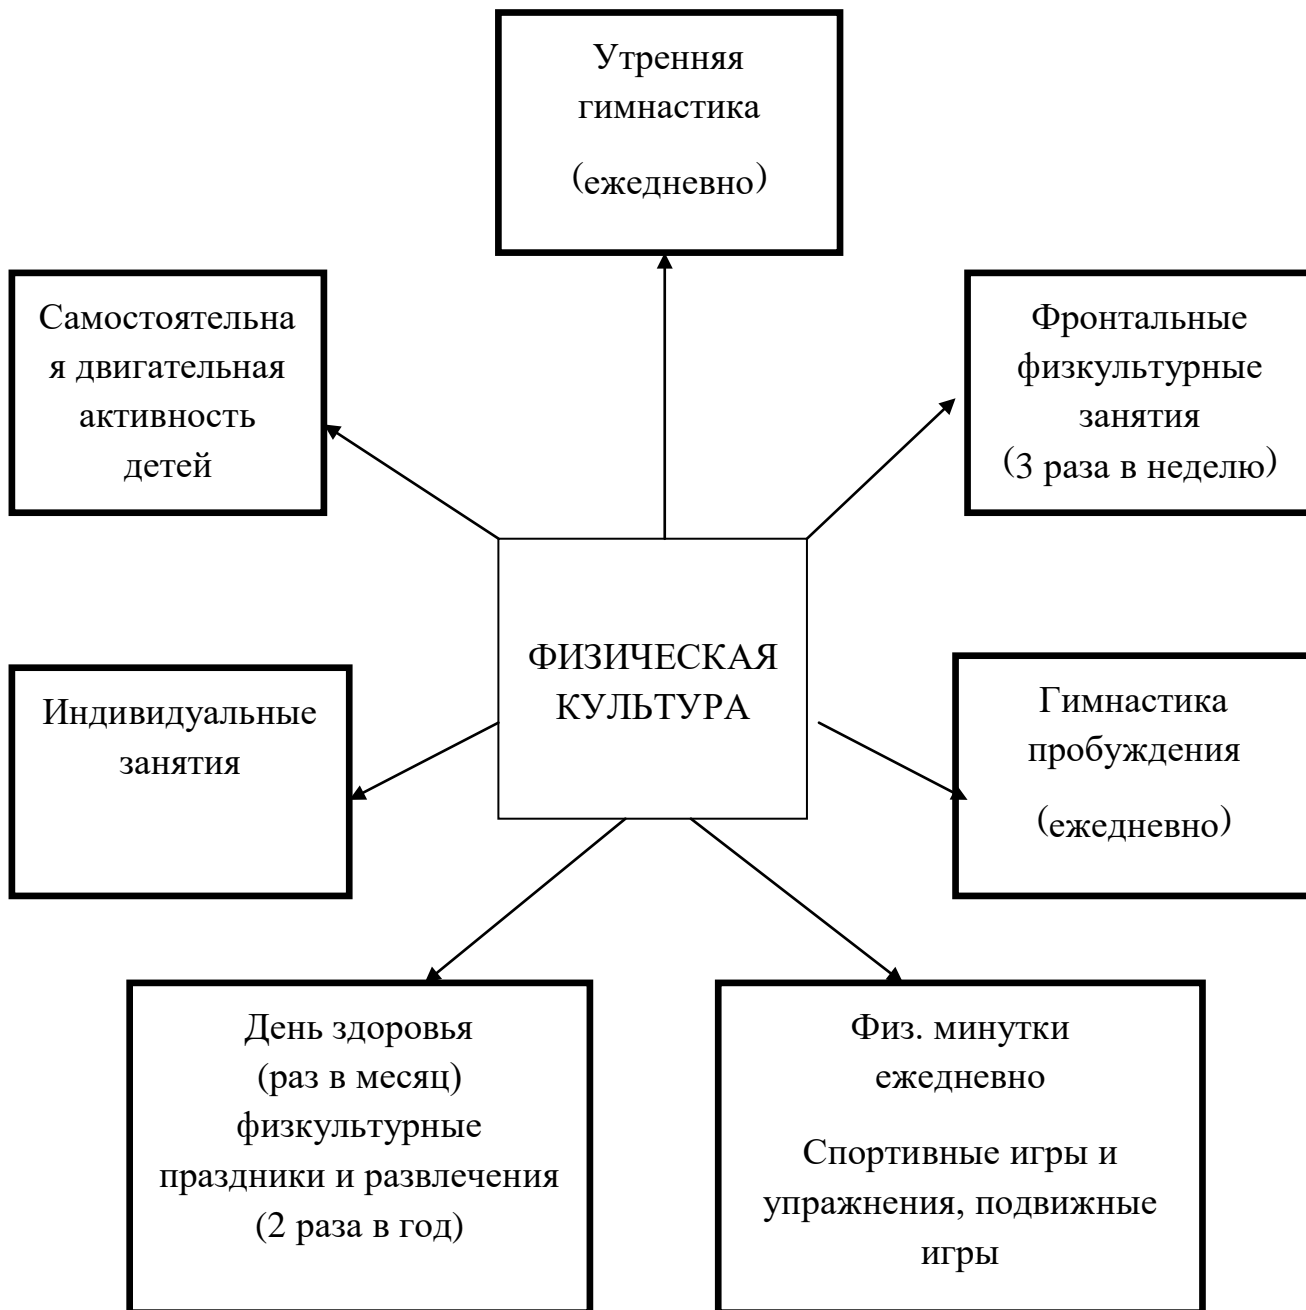 Утренняя
гимнастика
(ежедневно)
Самостоятельна
я двигательная
активность
детей
Фронтальные
физкультурные
занятия
(3 раза в неделю)
ФИЗИЧЕСКАЯ
КУЛЬТУРА
Индивидуальные
занятия
Гимнастика
пробуждения
(ежедневно)
День здоровья
(раз в месяц)
физкультурные
праздники и развлечения
(2 раза в год)
Физ. минутки
ежедневно
Спортивные игры и
упражнения, подвижные
игры